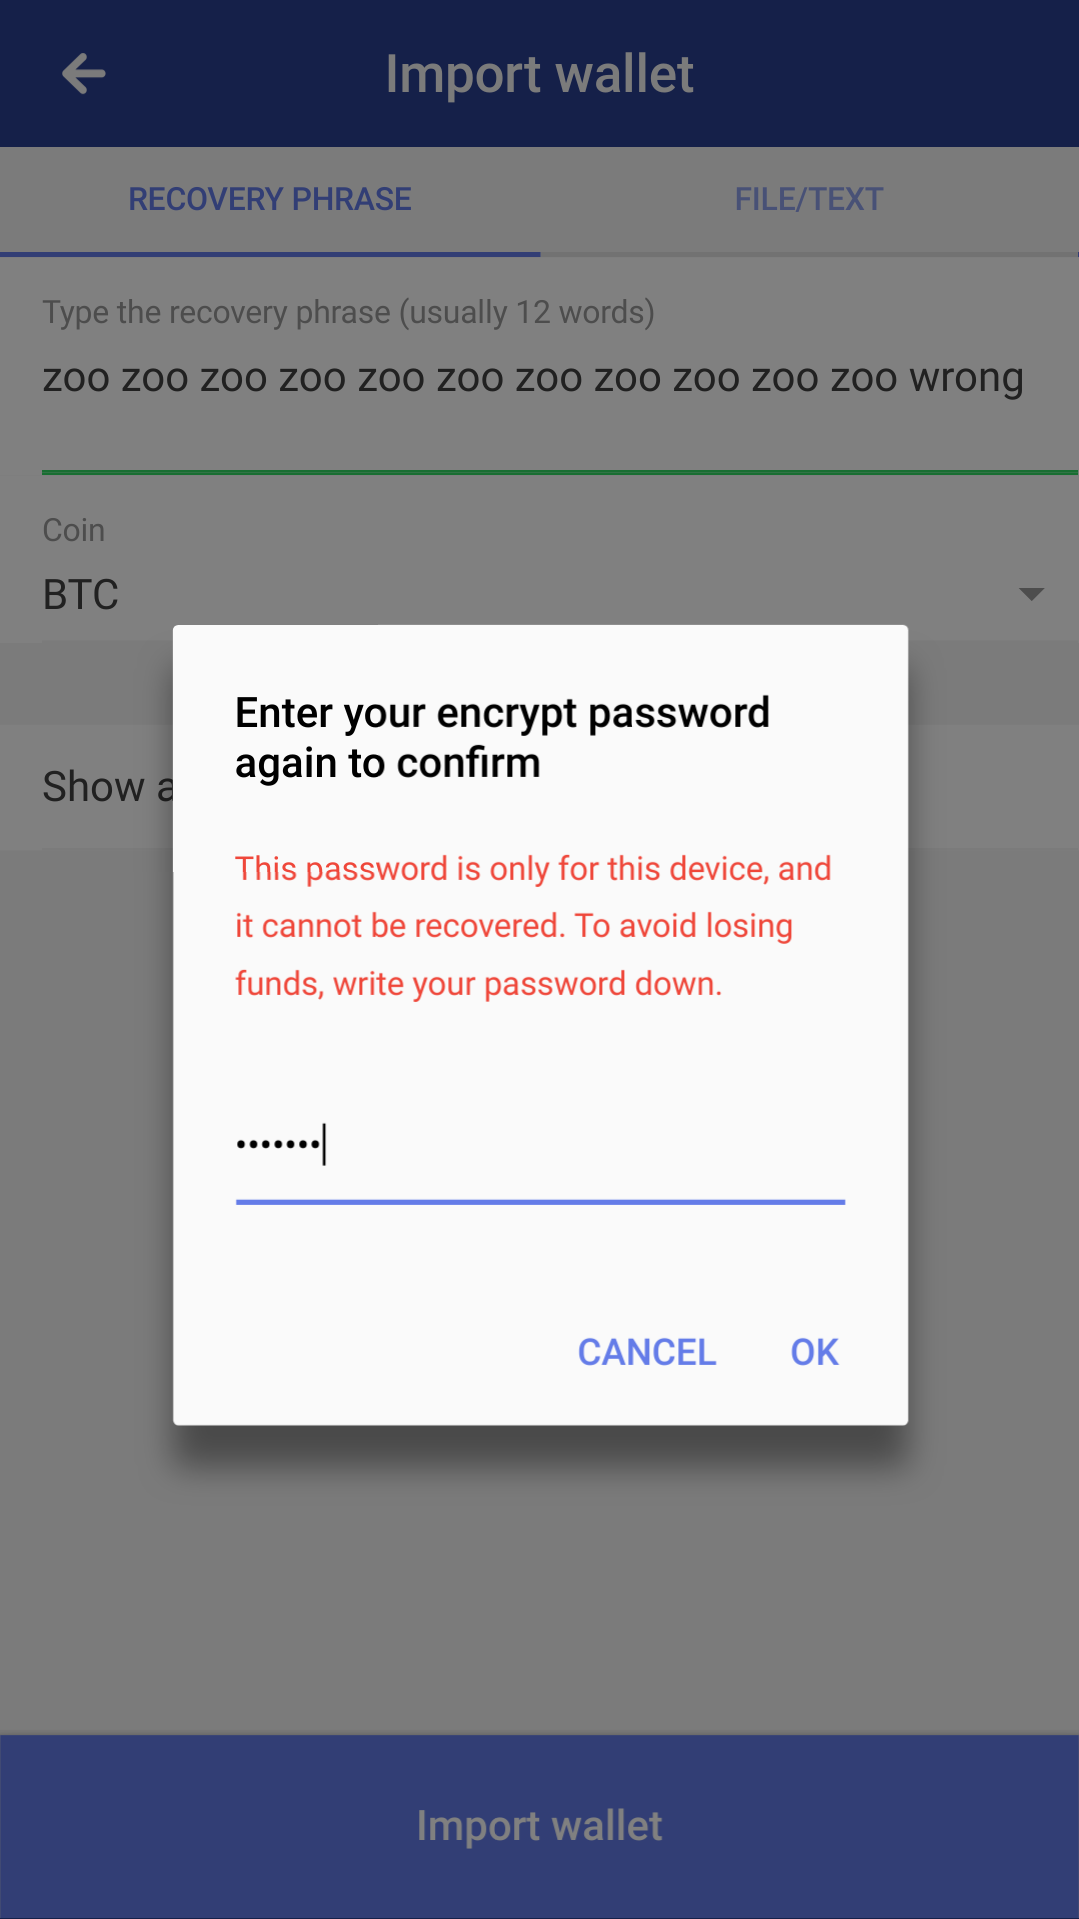 Import wallet
RECOVERY PHRASE
FILE/TEXT
Type the recovery phrase (usually 12 words)
zoo zoo zoo zoo zoo zoo zoo zoo zoo zoo zoo wrong
Coin
BTC
Show a
Enter your encrypt password
again to confirm
This password is only for this device, and
it cannot be recovered. To avoid losing
funds, write your password down.
•••••••
CANCEL
OK
Import wallet